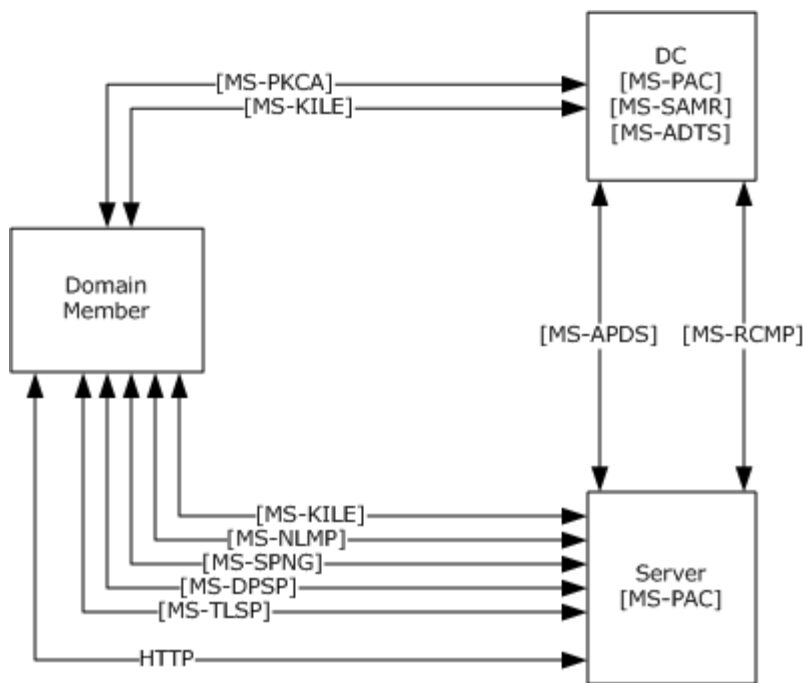 DC
[MS-PAC]
[MS-SAMR]
[MS-ADTS]
[MS-PKCA]
[MS-KILE]
Domain
Member
[MS-APDS]
[MS-RCMP]
[MS-KILE]
[MS-NLMP]
[MS-SPNG]
[MS-DPSP]
[MS-TLSP]
HTTP
Server
[MS-PAC]